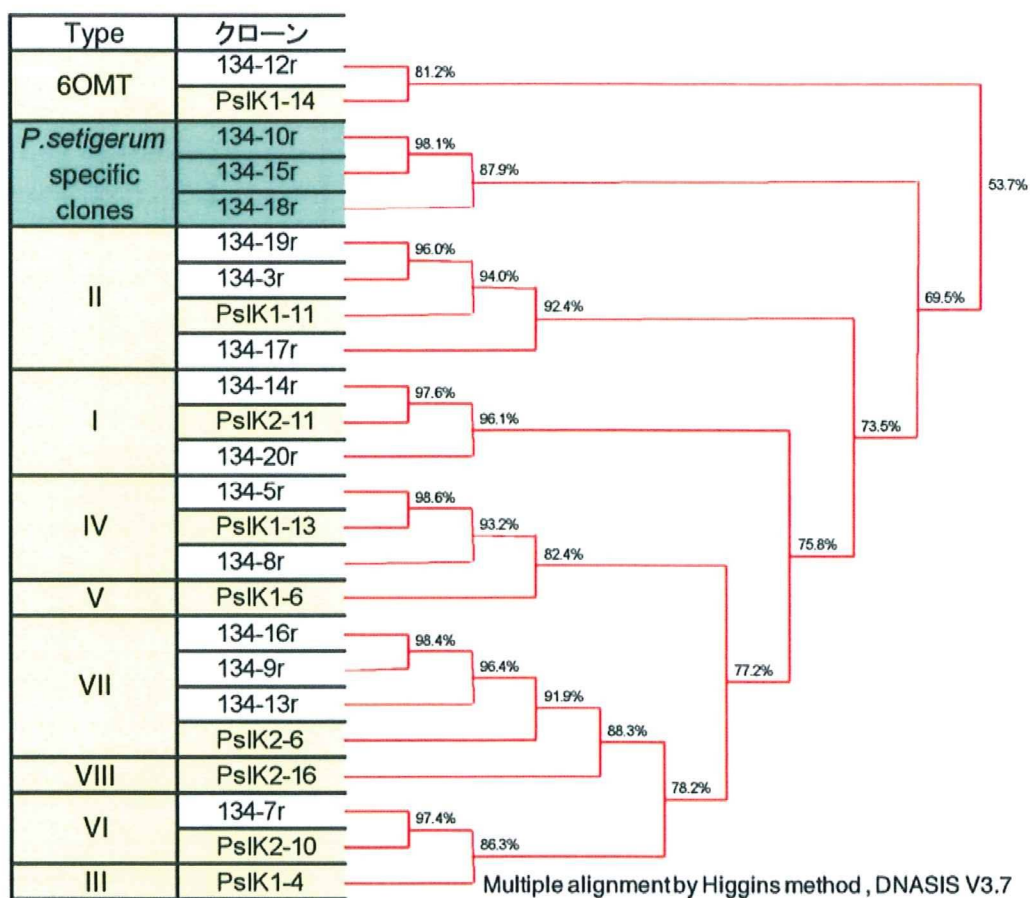 Type クローン
6OMT
134-12r
PsIK1-14
81.2%
P.setigerum
specific
clones
134-10r
134-15r
134-18r
98.1%
87.9%
53.7%
II
134-19r
134-3r
PsIK1-11
134-17r
96.0%
94.0%
92.4%
69.5%
I
134-14r
PsIK2-11
134-20r
97.6%
96.1%
73.5%
IV
134-5r
PsIK1-13
134-8r
98.6%
93.2%
82.4%
75.8%
V
PsIK1-6
VII
134-16r
134-9r
134-13r
PsIK2-6
98.4%
96.4%
91.9%
77.2%
VIII
PsIK2-16
88.3%
78.2%
VI
134-7r
PsIK2-10
97.4%
86.3%
III
PsIK1-4
Multiple alignment by Higgins method , DNASIS V3.7